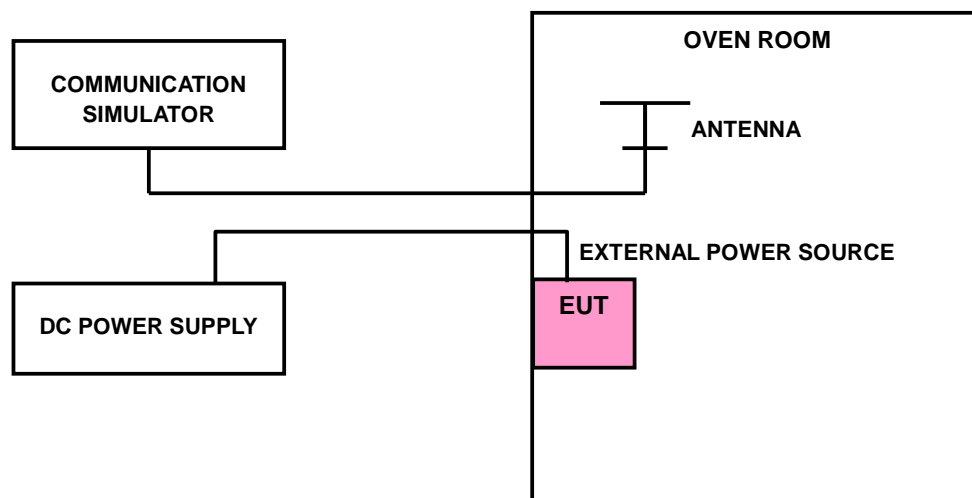 OVEN ROOM
COMMUNICATION
SIMULATOR
ANTENNA
EXTERNAL POWER SOURCE
EUT
DC POWER SUPPLY